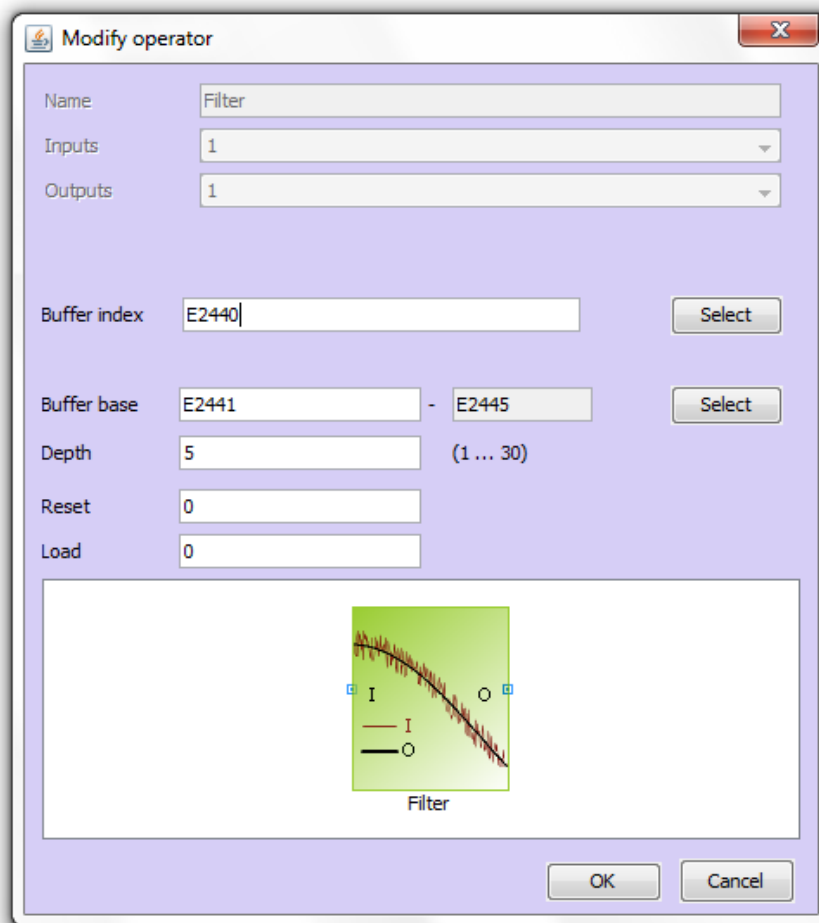 Modify operator
Name Filter
Inputs 1
Outputs 1
Buffer index E2440 Select
Buffer base E2441 - E2445 Select
Depth 5 (1 ... 30)
Reset 0
Load 0
I O
I
O
Filter
OK Cancel